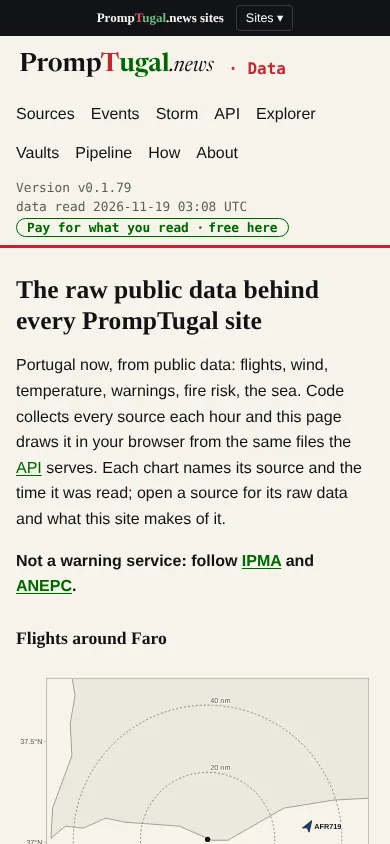 PrompTugal.news sites Sites ▾
PrompTugal.news · Data
Sources Events Storm API Explorer
Vaults Pipeline How About
Version v0.1.79
data read 2026-11-19 03:08 UTC
Pay for what you read · free here
The raw public data behind
every PrompTugal site
Portugal now, from public data: flights, wind,
temperature, warnings, fire risk, the sea. Code
collects every source each hour and this page
draws it in your browser from the same files the
API serves. Each chart names its source and the
time it was read; open a source for its raw data
and what this site makes of it.
Not a warning service: follow IPMA and
ANEPC.
Flights around Faro
40 nm
37.5°N
20 nm
AFR719
37°N